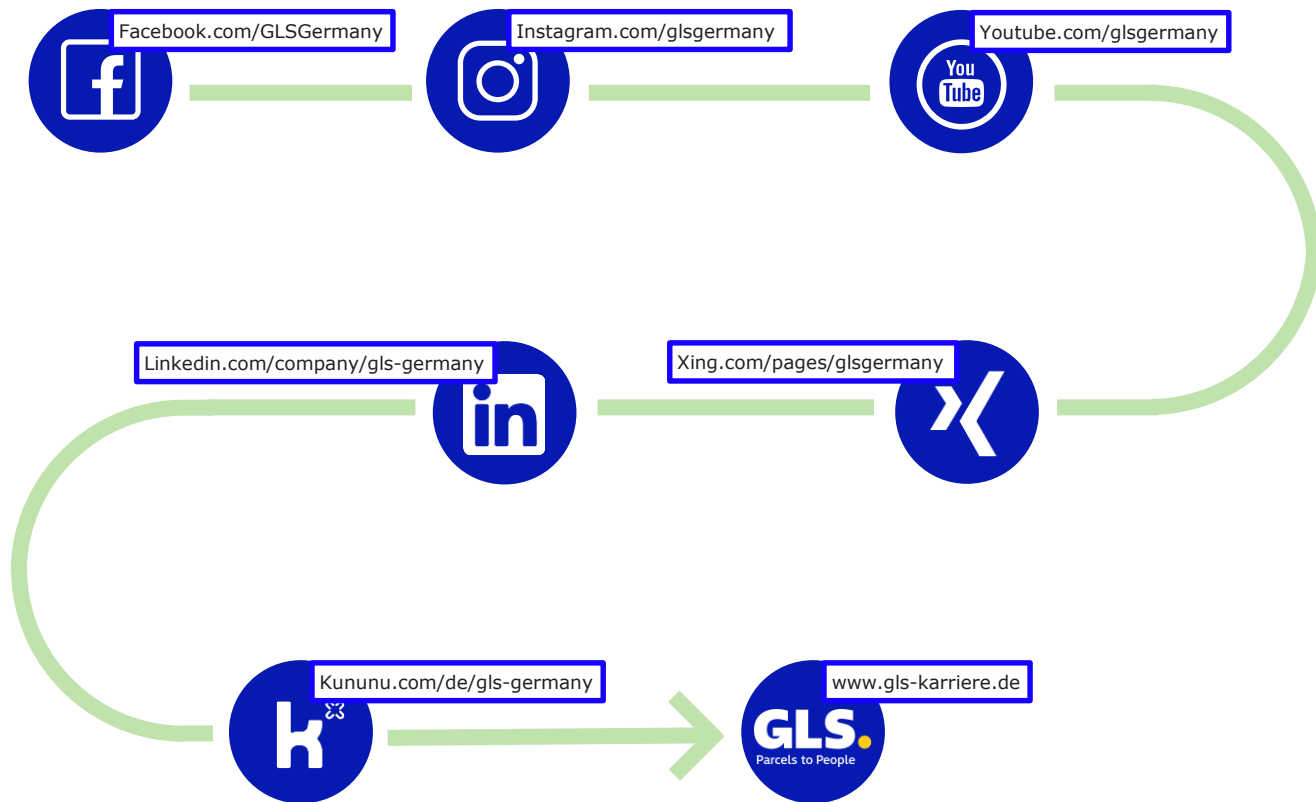 Facebook.com/GLSGermany
Instagram.com/glsgermany
Youtube.com/glsgermany
f
You
Tube
Xing.com/pages/glsgermany
Linkedin.com/company/gls-germany
in
Kununu.com/de/gls-germany
k
www.gls-karriere.de
GLS.
Parcels to People